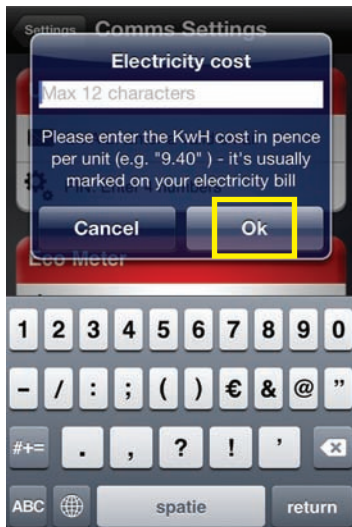 Settings Comms Settings
Electricity cost
Max 12 characters
Please enter the KwH cost in pence
per unit (e.g. "9.40" ) - it's usually
marked on your electricity bill
Cancel Ok
Eco Meter
1 2 3 4 5 6 7 8 9 0
- / : ; ( ) € & @ "
#+= . , ? ! '
ABC spatie return